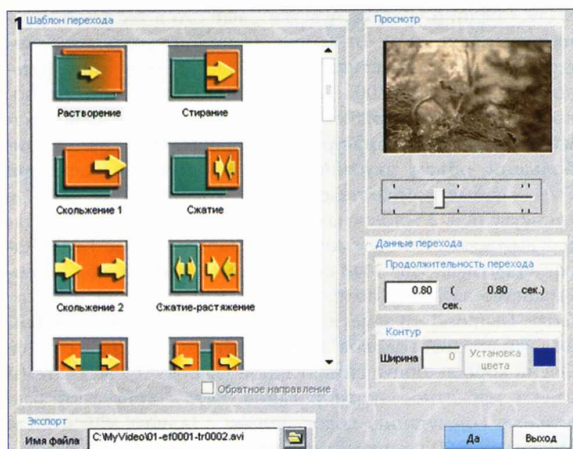 1
Шаблон перехода
Растворение
Стирание
Скольжение 1
Сжатие
Скольжение 2
Сжатие-растяжение
Обратное направление
Просмотр
Данные перехода
Продолжительность перехода
0.80 ( 0.80 сек.)
сек.
Контур
Ширина 0 Установка
цвета
Экспорт
Имя файла C:\MyVideo\01-ef0001-tr0002.avi
Да Выход